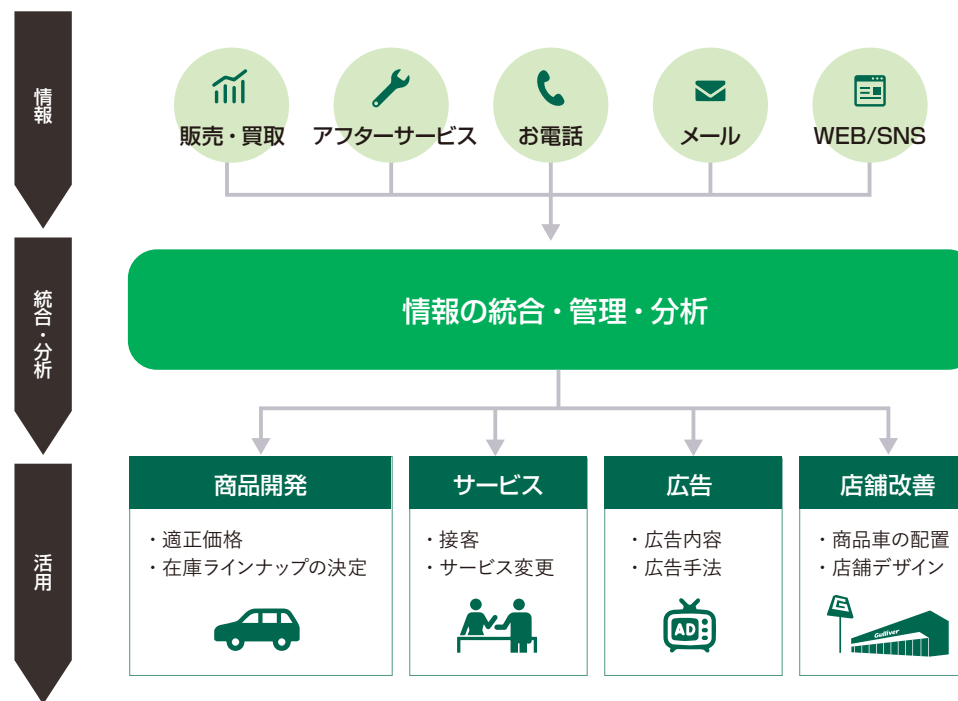 情報
販売・買取
アフターサービス
お電話
メール
WEB/SNS
統合・分析
情報の統合・管理・分析
活用
商品開発
・適正価格
・在庫ラインナップの決定
サービス
・接客
・サービス変更
広告
・広告内容
・広告手法
AD
店舗改善
・商品車の配置
・店舗デザイン
Gulliver